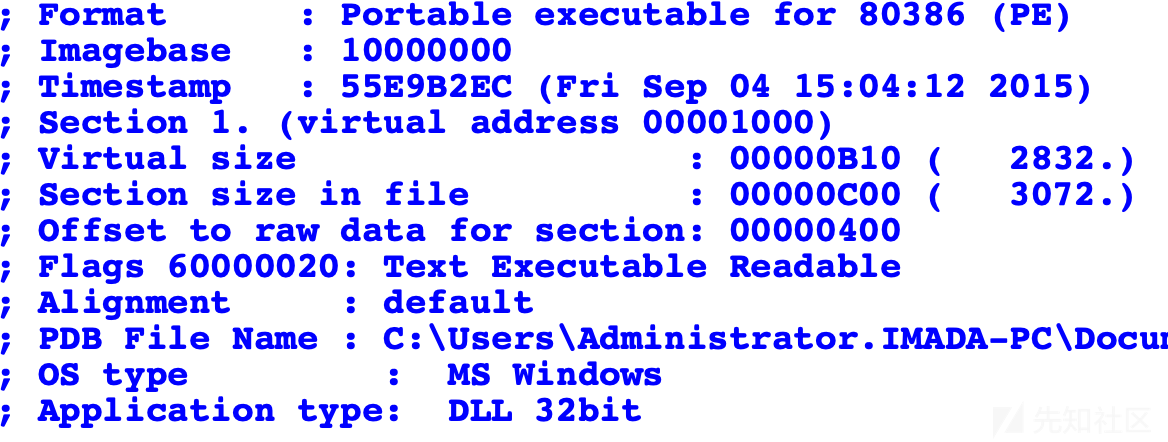 ; Format      : Portable executable for 80386 (PE)
; Imagebase   : 10000000
; Timestamp   : 55E9B2EC (Fri Sep 04 15:04:12 2015)
; Section 1. (virtual address 00001000)
; Virtual size                  : 00000B10 (   2832.)
; Section size in file          : 00000C00 (   3072.)
; Offset to raw data for section: 00000400
; Flags 60000020: Text Executable Readable
; Alignment     : default
; PDB File Name : C:\Users\Administrator.IMADA-PC\Docu
; OS type         :  MS Windows
; Application type:  DLL 32bit
先知社区